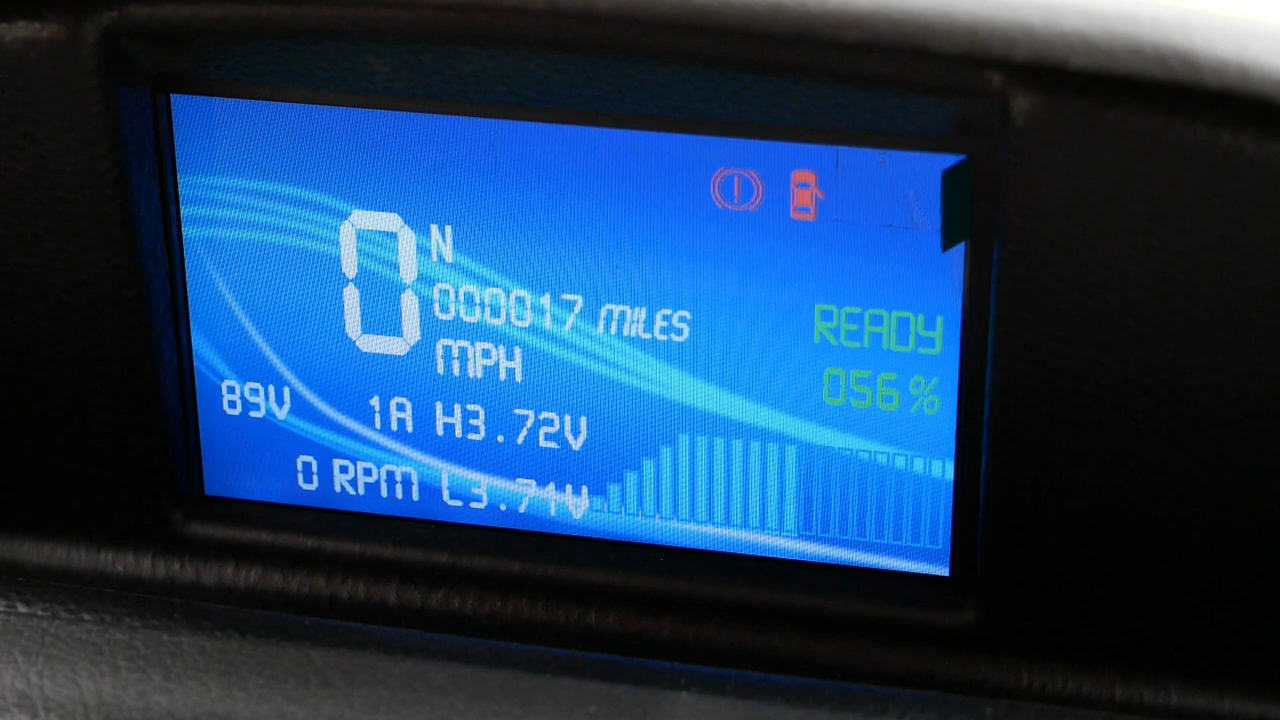 0 N
000017 MILES
MPH
READY
056%
89V 1A H3.72V
0 RPM L3.71V